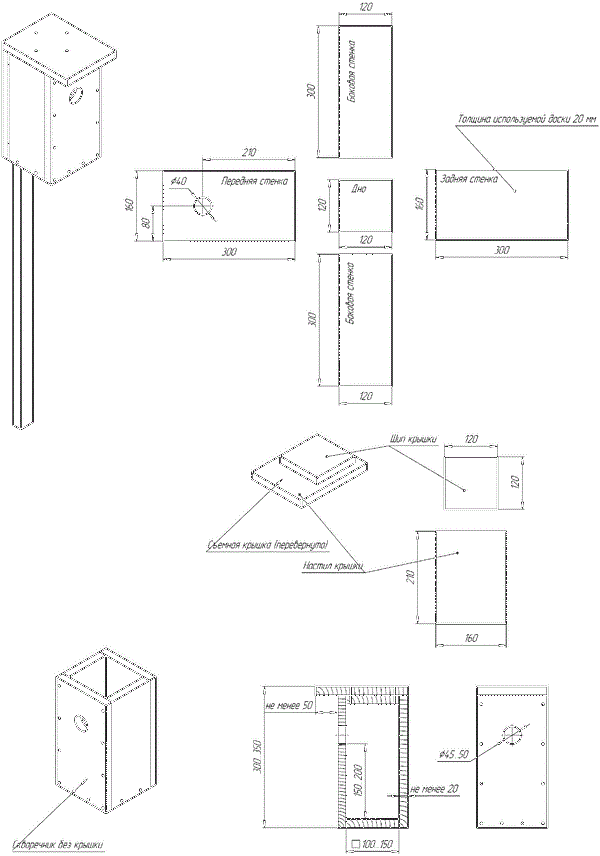 120
300
Боковая стенка
Толщина используемой доски 20 мм
210
Передняя стенка
Ø40
160
80
300
Дно
120
120
Задняя стенка
160
300
300
Боковая стенка
120
Шип крышки
120
120
Съемная крышка (перевернута)
Настил крышки
210
160
не менее 50
300..350
150..200
не менее 20
□100..150
Ø45..50
Скворечник без крышки